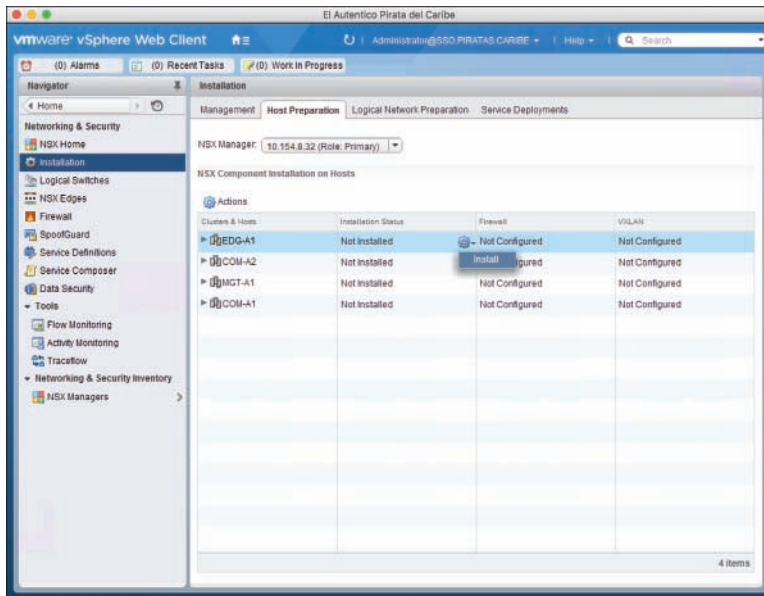 El Autentico Pirata del Caribe
vmware® vSphere Web Client
Administrator@SSO.PIRATAS.CARIBE
Help
Search
(0) Alarms
(0) Recent Tasks
(0) Work In Progress
Navigator
Installation
Home
Management
Host Preparation
Logical Network Preparation
Service Deployments
Networking & Security
NSX Home
Installation
Logical Switches
NSX Edges
Firewall
SpoofGuard
Service Definitions
Service Composer
Data Security
Tools
Flow Monitoring
Activity Monitoring
Traceflow
Networking & Security Inventory
NSX Managers
NSX Manager: 10.154.8.32 (Role: Primary)
NSX Component Installation on Hosts
Actions
Clusters & Hosts Installation Status Firewall VXLAN
EDG-A1 Not Installed Not Configured Not Configured
Install
COM-A2 Not Installed figured Not Configured
MGT-A1 Not Installed Not Configured Not Configured
COM-A1 Not Installed Not Configured Not Configured
4 items